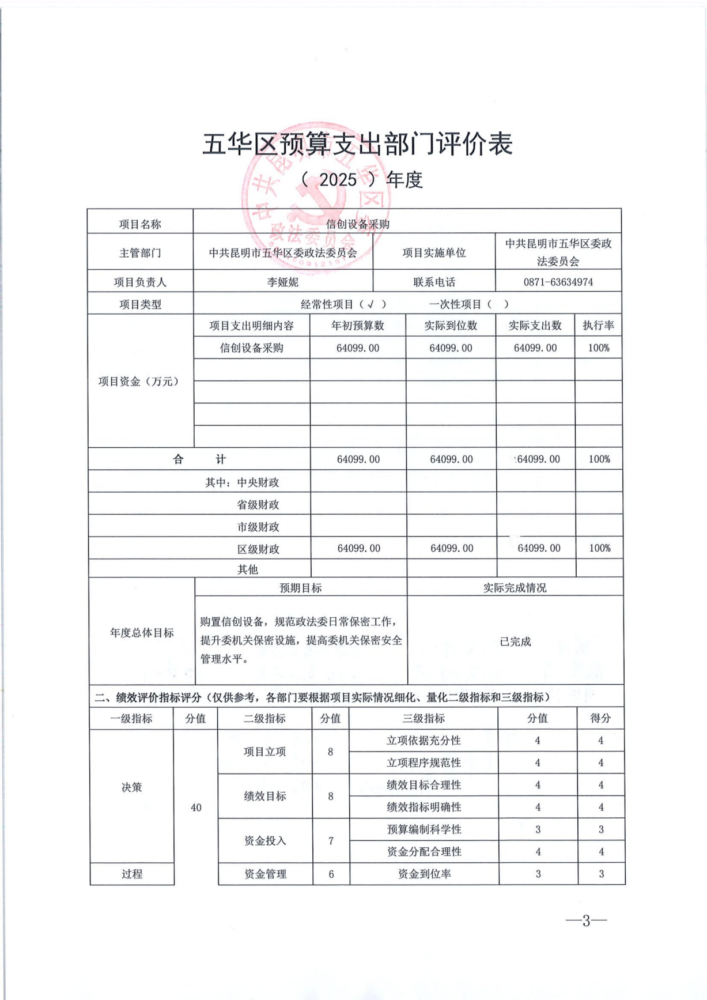 五华区预算支出部门评价表
（ 2025 ）年度
项目名称 信创设备采购
主管部门 中共昆明市五华区委政法委员会 项目实施单位 中共昆明市五华区委政
法委员会
项目负责人 李娅妮 联系电话 0871-63634974
项目类型 经常性项目（√ ） 一次性项目（ ）
项目资金（万元） 项目支出明细内容 年初预算数 实际到位数 实际支出数 执行率
信创设备采购 64099.00 64099.00 64099.00 100%
合 计 64099.00 64099.00 64099.00 100%
其中：中央财政
省级财政
市级财政
区级财政 64099.00 64099.00 64099.00 100%
其他
年度总体目标 预期目标 实际完成情况
购置信创设备，规范政法委日常保密工作，
提升委机关保密设施，提高委机关保密安全
管理水平。
已完成
二、绩效评价指标评分（仅供参考，各部门要根据项目实际情况细化、量化二级指标和三级指标）
一级指标 分值 二级指标 分值 三级指标 分值 得分
决策 40 项目立项 8 立项依据充分性 4 4
立项程序规范性 4 4
绩效目标 8 绩效目标合理性 4 4
绩效指标明确性 4 4
资金投入 7 预算编制科学性 3 3
资金分配合理性 4 4
过程 资金管理 6 资金到位率 3 3
—3—
中共昆明市五华区委
政法委员会